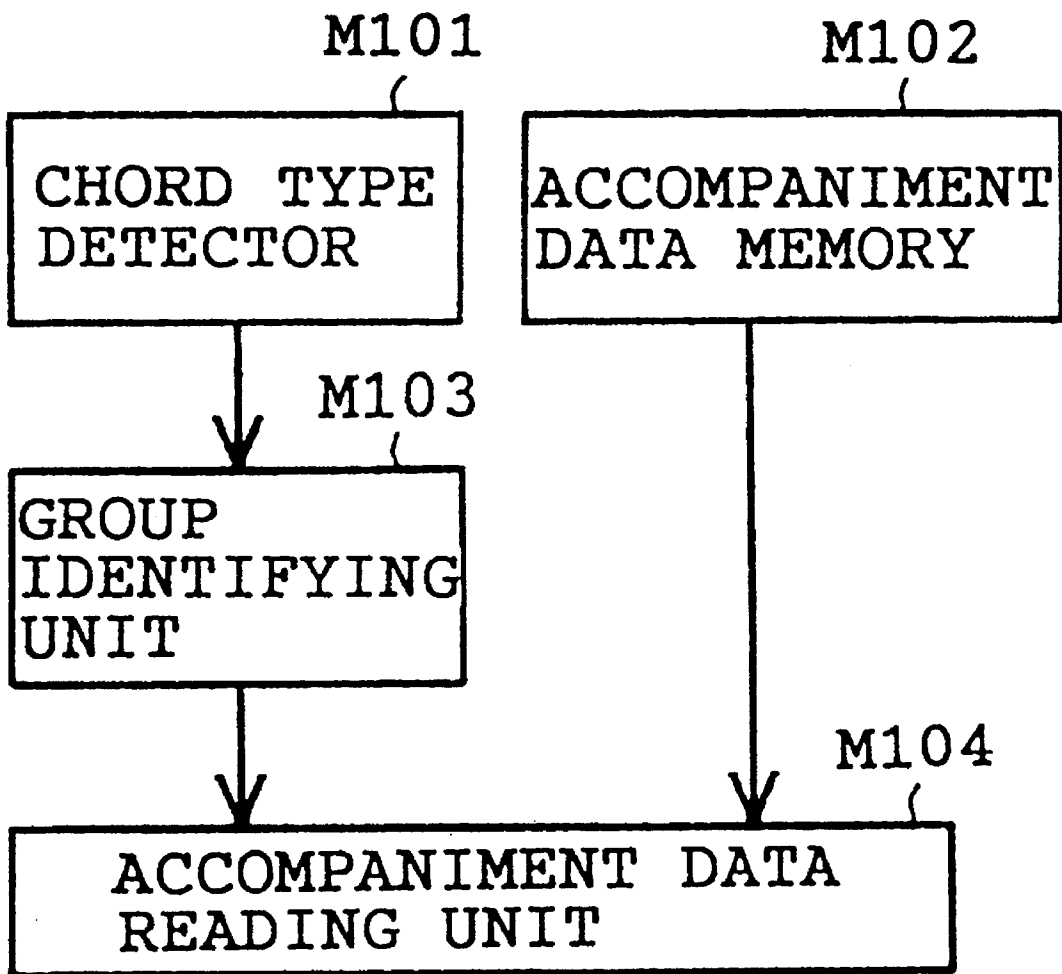 M101
M102
CHORD TYPE
DETECTOR
ACCOMPANIMENT
DATA MEMORY
M103
GROUP
IDENTIFYING
UNIT
M104
ACCOMPANIMENT DATA
READING UNIT